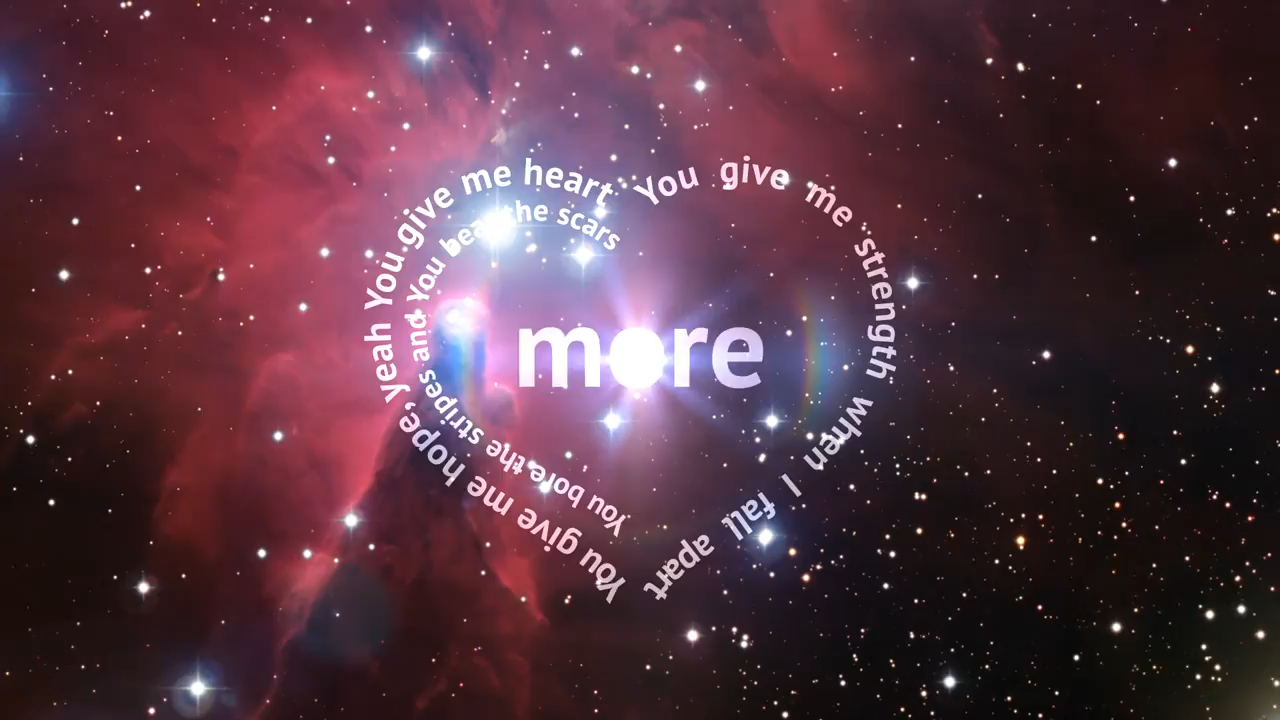 You give me hope, yeah You give me heart
You bore the stripes and You bear the scars
more
You give me strength when I fall apart